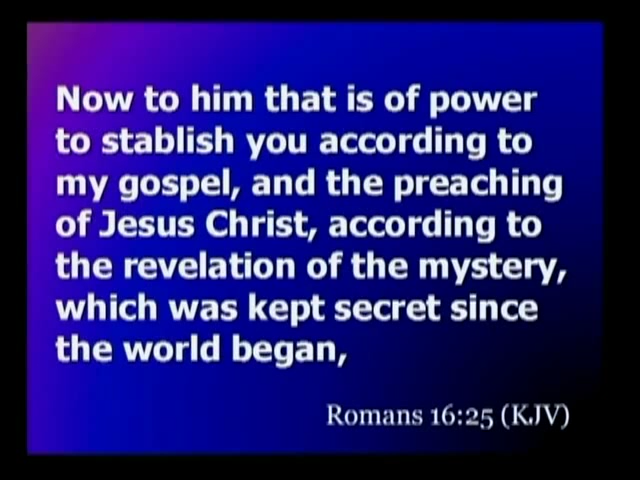 Now to him that is of power
to stablish you according to
my gospel, and the preaching
of Jesus Christ, according to
the revelation of the mystery,
which was kept secret since
the world began,
Romans 16:25 (KJV)